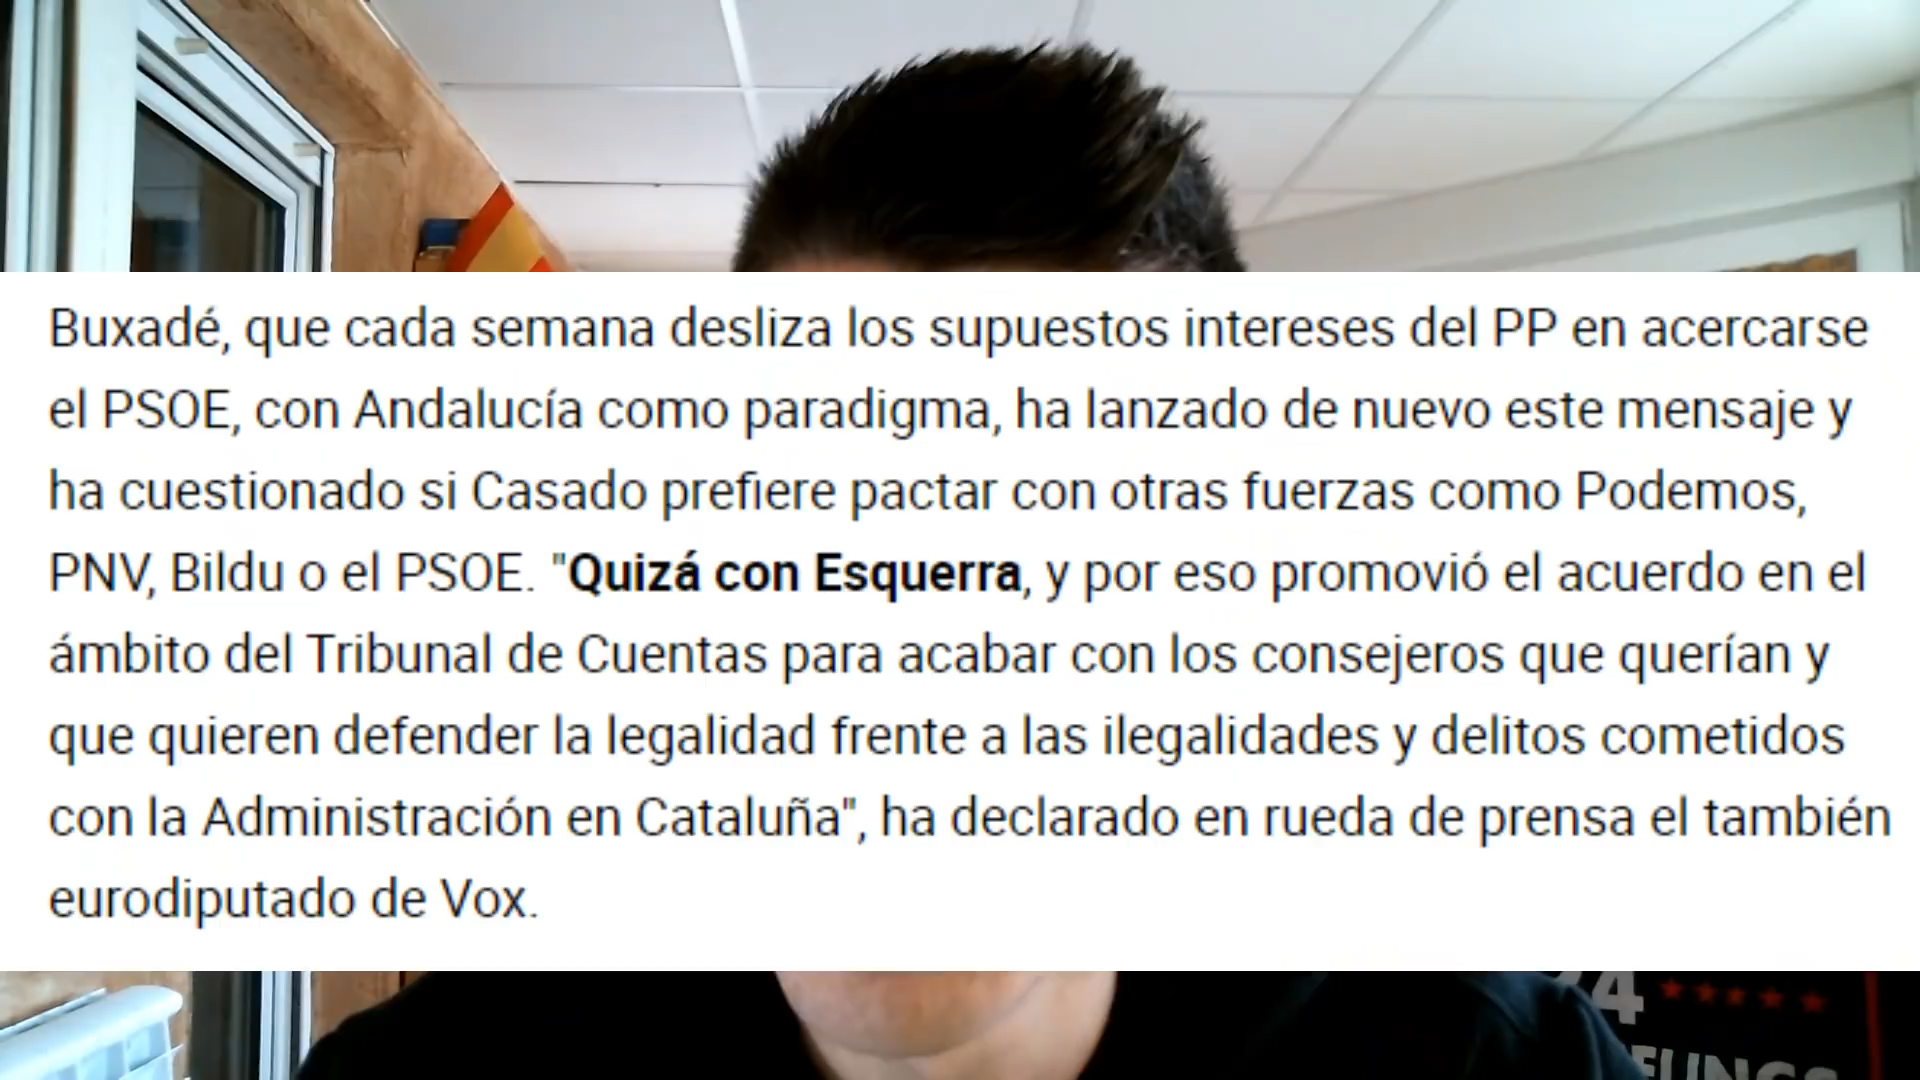 Buxadé, que cada semana desliza los supuestos intereses del PP en acercarse
el PSOE, con Andalucía como paradigma, ha lanzado de nuevo este mensaje y
ha cuestionado si Casado prefiere pactar con otras fuerzas como Podemos,
PNV, Bildu o el PSOE. "Quizá con Esquerra, y por eso promovió el acuerdo en el
ámbito del Tribunal de Cuentas para acabar con los consejeros que querían y
que quieren defender la legalidad frente a las ilegalidades y delitos cometidos
con la Administración en Cataluña", ha declarado en rueda de prensa el también
eurodiputado de Vox.